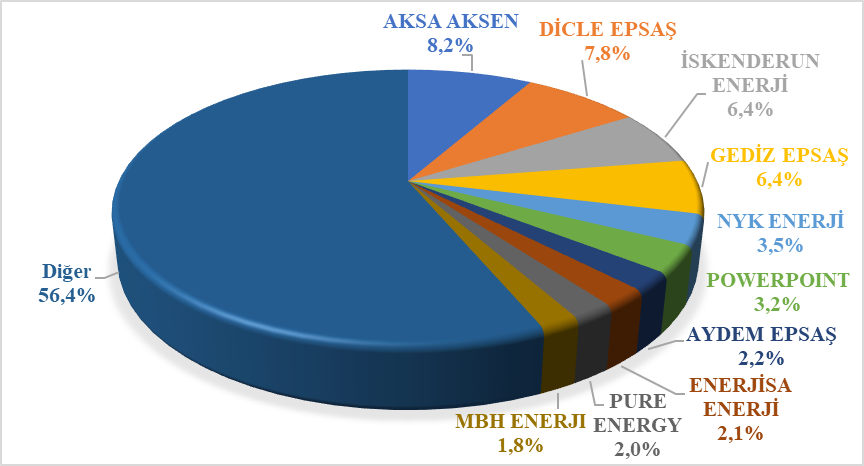 AKSA AKSEN
8,2%
DİCLE EPSAŞ
7,8%
İSKENDERUN
ENERJİ
6,4%
GEDİZ EPSAŞ
6,4%
NYK ENERJİ
3,5%
POWERPOINT
3,2%
AYDEM EPSAŞ
2,2%
ENERJİSA
ENERJİ
2,1%
PURE
ENERGY
2,0%
MBH ENERJI
1,8%
Diğer
56,4%